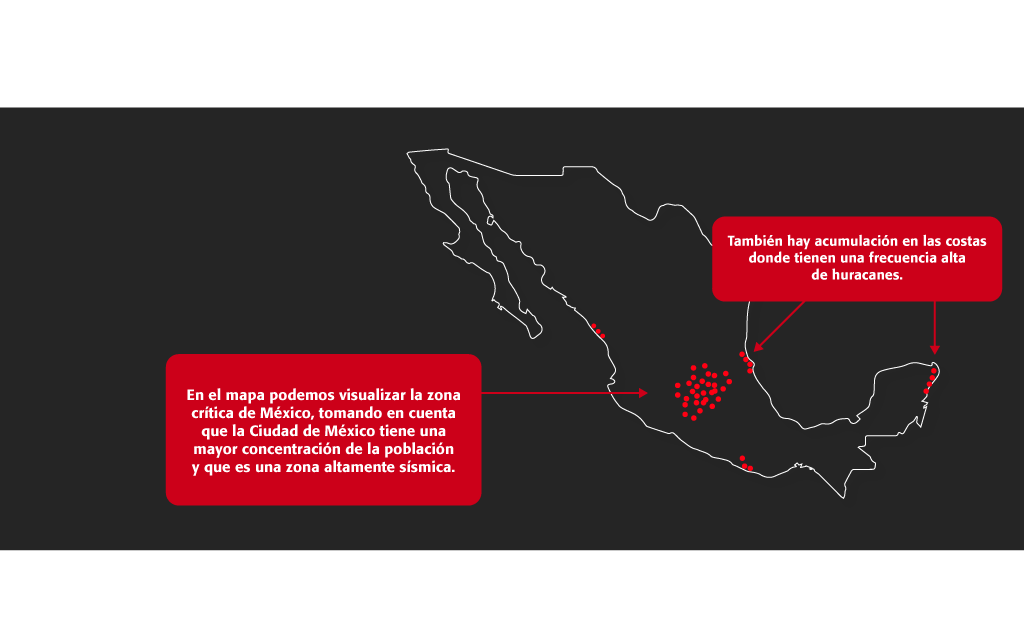 También hay acumulación en las costas
donde tienen una frecuencia alta
de huracanes.
En el mapa podemos visualizar la zona
crítica de México, tomando en cuenta
que la Ciudad de México tiene una
mayor concentración de la población
y que es una zona altamente sísmica.